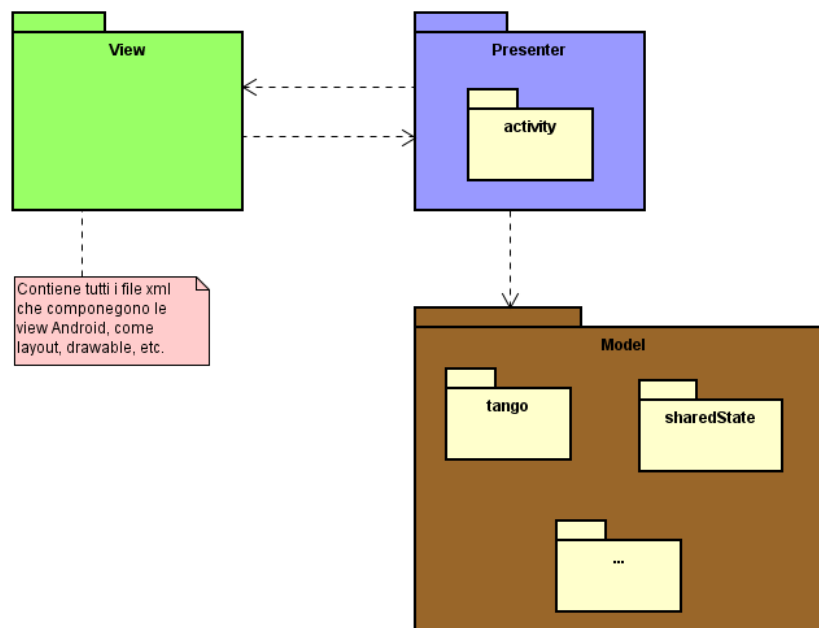 View
Presenter
activity
Contiene tutti i file xml
che componegono le
view Android, come
layout, drawable, etc.
Model
tango
sharedState
...